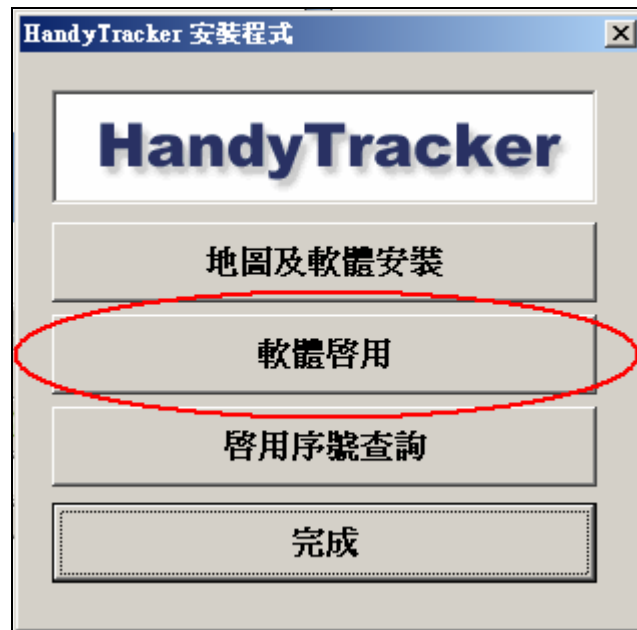 HandyTracker 安裝程式
HandyTracker
地圖及軟體安裝
軟體啓用
啓用序號查詢
完成